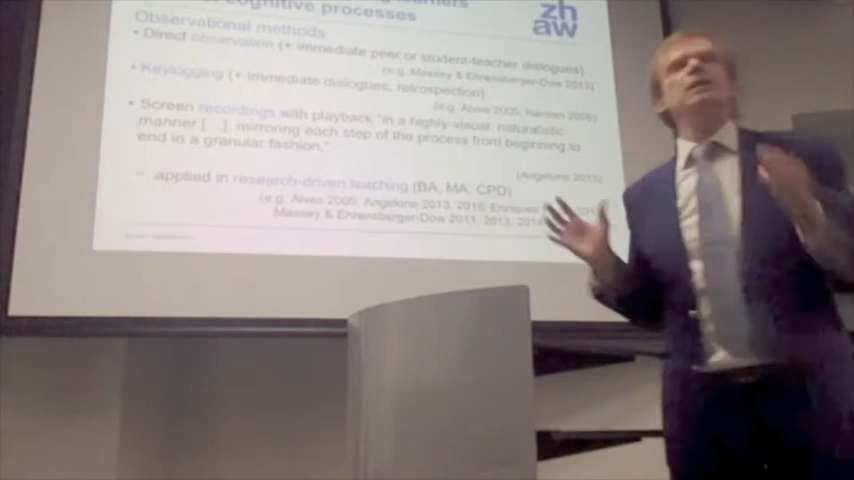 cognitive processes
zh
aw
Observational methods
• Direct observation (+ immediate peer or student-teacher dialogues)
(e.g. Massey & Ehrensberger-Dow 2013)
• Keylogging (+ immediate dialogues, retrospection)
(e.g. Alves 2005, Hansen 2006)
• Screen recordings with playback "in a highly-visual, naturalistic
manner [...], mirroring each step of the process from beginning to
end in a granular fashion."
(Angelone 2013)
– applied in research-driven teaching (BA, MA, CPD)
(e.g. Alves 2005; Angelone 2013, 2015; Enríquez
Massey & Ehrensberger-Dow 2011, 2013, 2014